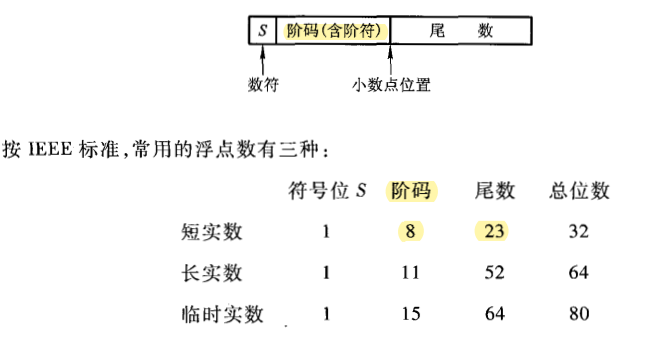 S 阶码(含阶符) 尾 数
数符 小数点位置
按 IEEE 标准,常用的浮点数有三种:
符号位 S 阶码 尾数 总位数
短实数 1 8 23 32
长实数 1 11 52 64
临时实数 1 15 64 80